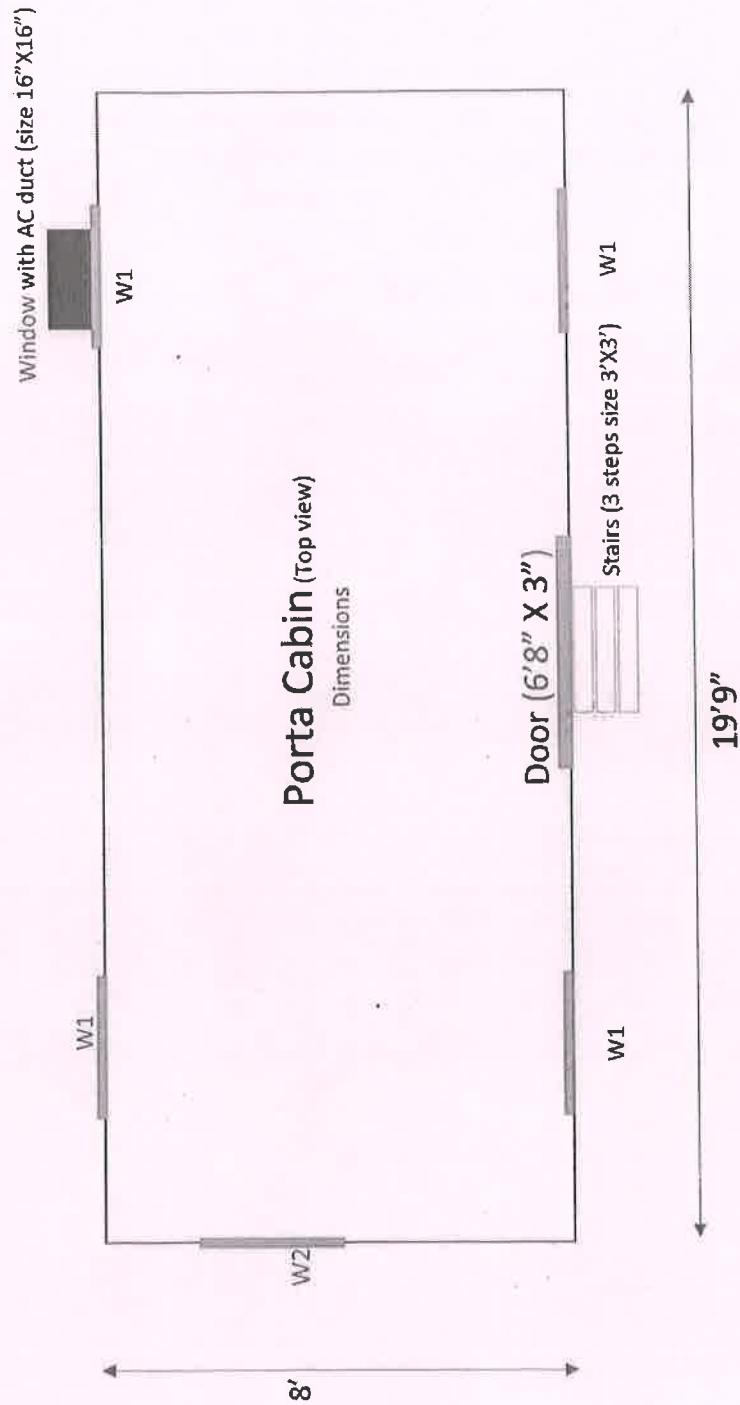 Window with AC duct (size 16"X16")
W1
W1
Porta Cabin (Top view)
Dimensions
W2
8'
Door (6'8" X 3")
W1
W1
Stairs (3 steps size 3'X3')
19'9"